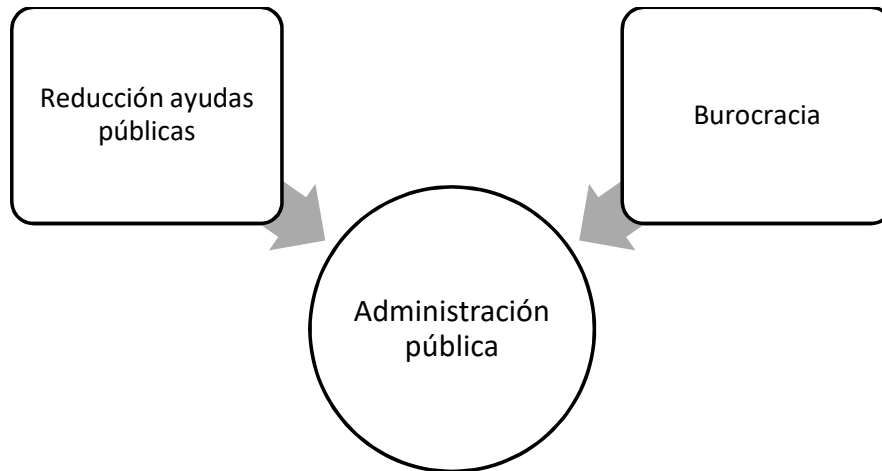 Reducción ayudas
públicas
Burocracia
Administración
pública